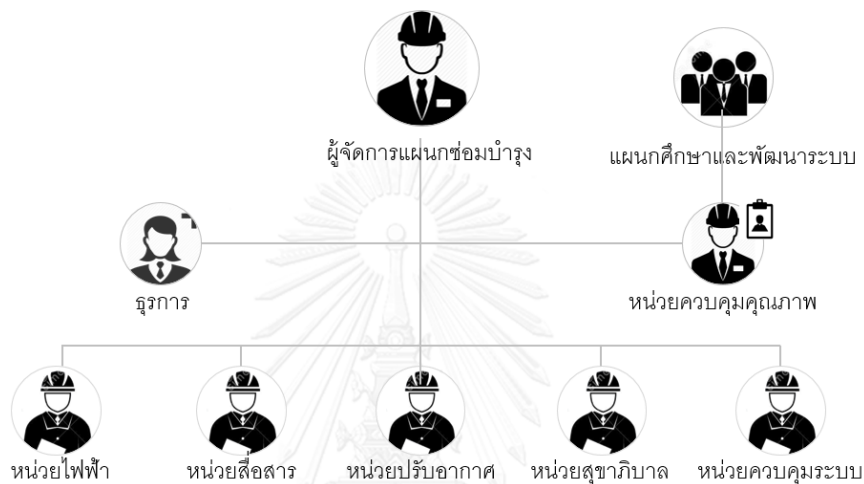 ผู้จัดการแผนกซ่อมบำรุง
แผนกศึกษาและพัฒนาระบบ
ธุรการ
หน่วยควบคุมคุณภาพ
หน่วยไฟฟ้า
หน่วยสื่อสาร
หน่วยปรับอากาศ
หน่วยสุขาภิบาล
หน่วยควบคุมระบบ